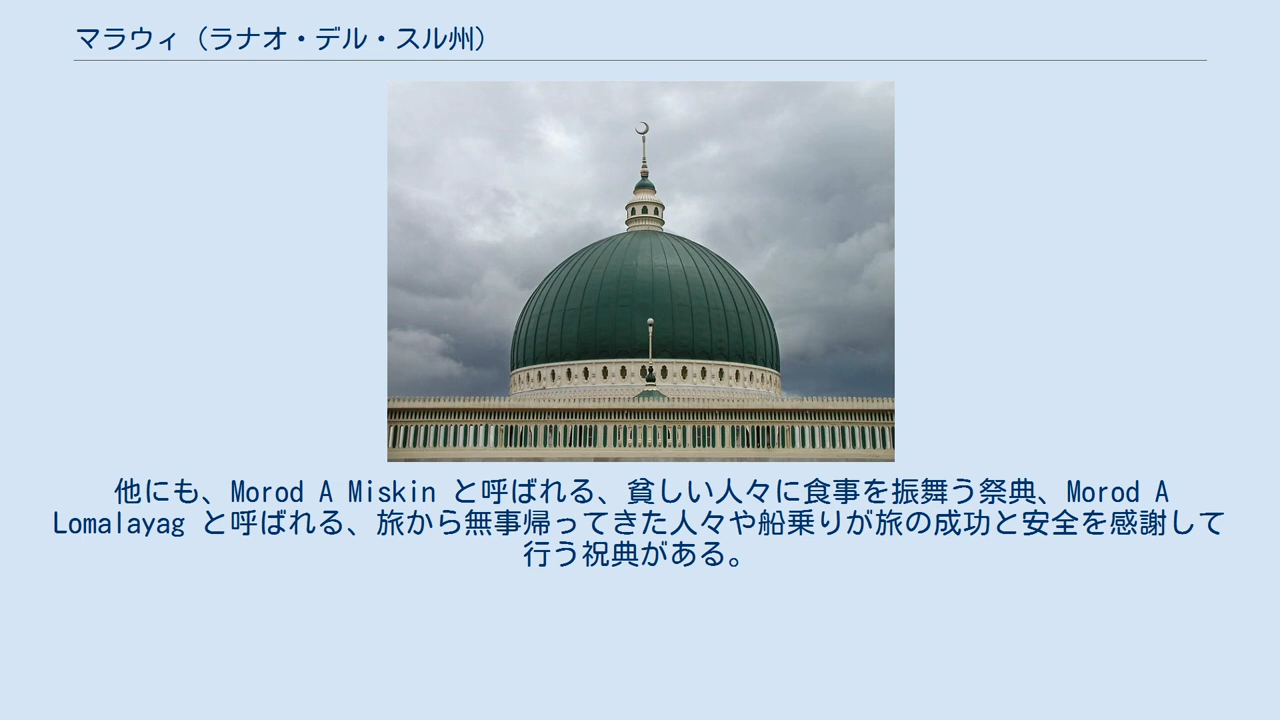 マラウィ（ラナオ・デル・スル州）
他にも、Morod A Miskin と呼ばれる、貧しい人々に食事を振舞う祭典、Morod A
Lomalayag と呼ばれる、旅から無事帰ってきた人々や船乗りが旅の成功と安全を感謝して
行う祝典がある。